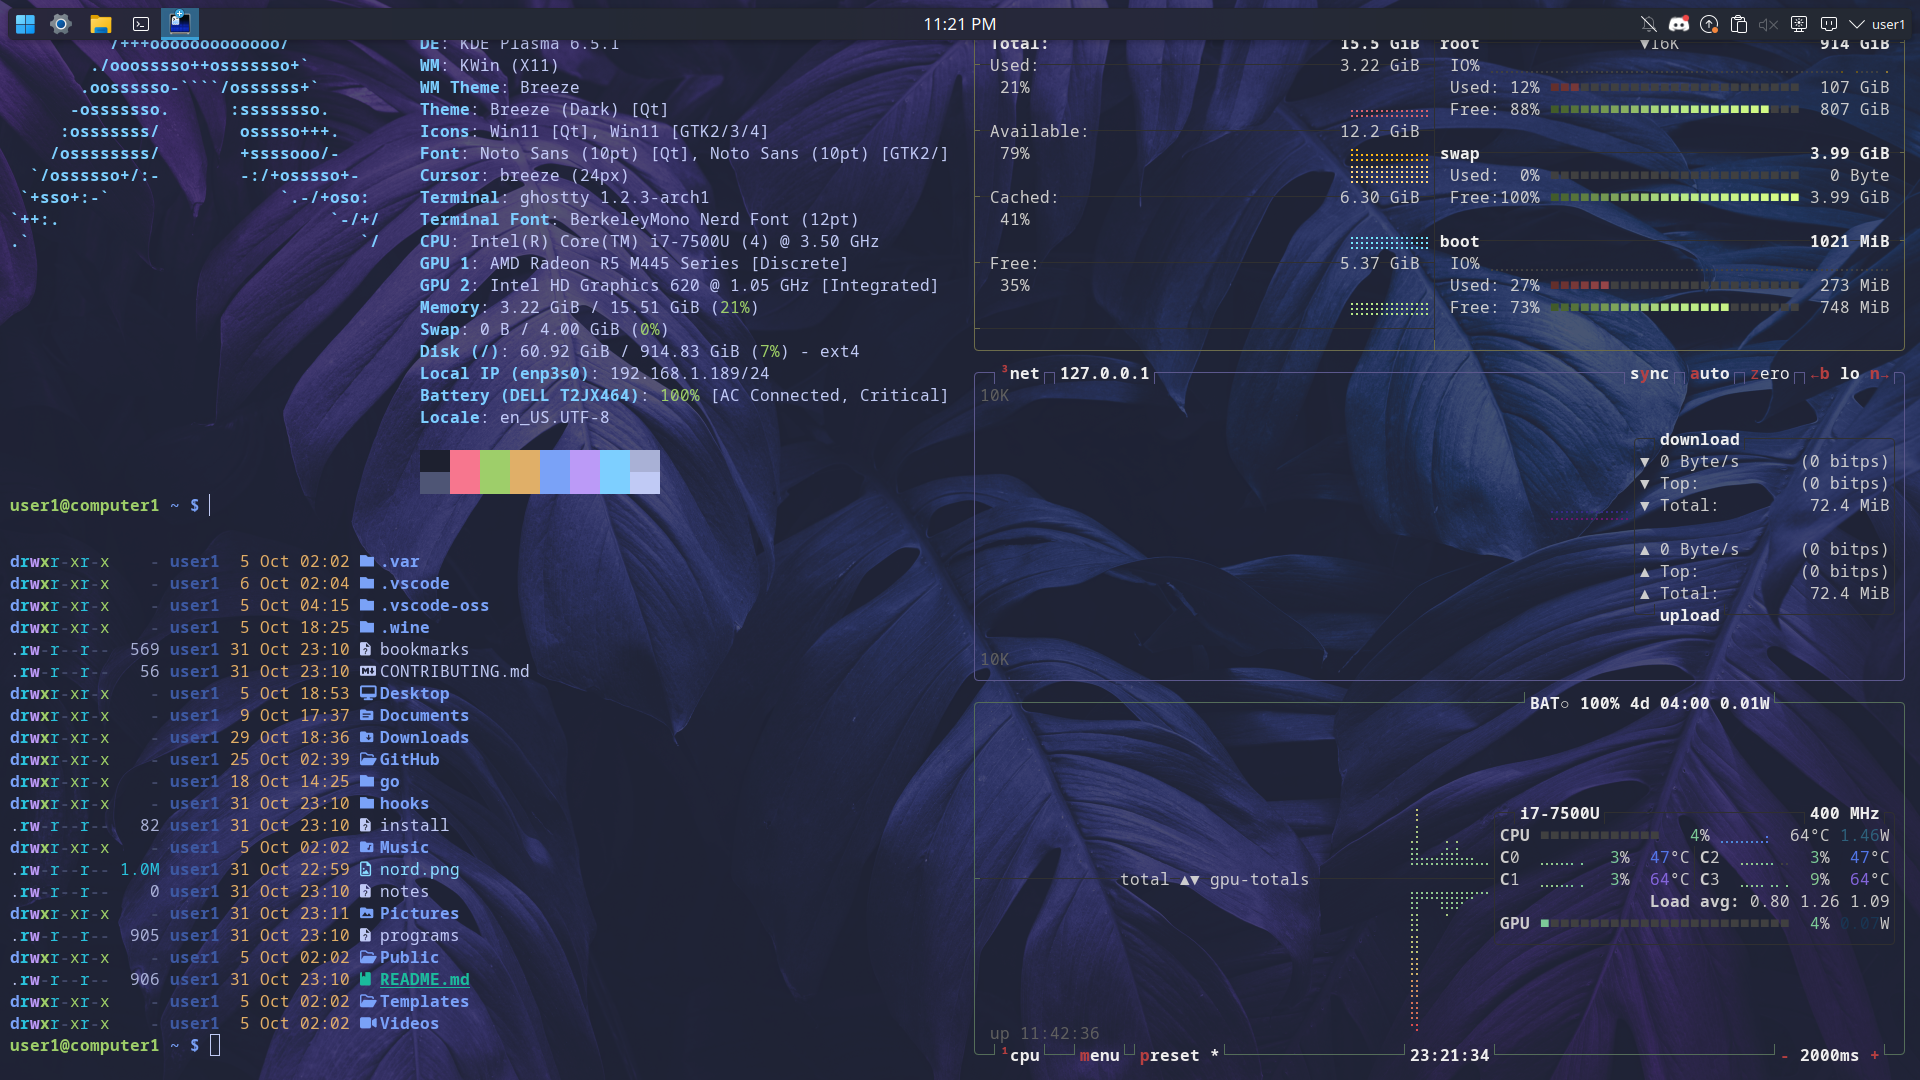 11:21 PM
user1
/+++ooooooooooooo/
./ooosssso++osssssso+`
.oossssso-````/ossssss+`
-osssssso.      :ssssssso.
:osssssss/        osssso+++.
/ossssssss/        +ssssooo/-
`/ossssso+/:-        -:/+osssso+-
`+sso+:-`                 `.-/+oso:
`++:.                           `-/+/
.`                                 `/
DE: KDE Plasma 6.5.1
WM: KWin (X11)
WM Theme: Breeze
Theme: Breeze (Dark) [Qt]
Icons: Win11 [Qt], Win11 [GTK2/3/4]
Font: Noto Sans (10pt) [Qt], Noto Sans (10pt) [GTK2/]
Cursor: breeze (24px)
Terminal: ghostty 1.2.3-arch1
Terminal Font: BerkeleyMono Nerd Font (12pt)
CPU: Intel(R) Core(TM) i7-7500U (4) @ 3.50 GHz
GPU 1: AMD Radeon R5 M445 Series [Discrete]
GPU 2: Intel HD Graphics 620 @ 1.05 GHz [Integrated]
Memory: 3.22 GiB / 15.51 GiB (21%)
Swap: 0 B / 4.00 GiB (0%)
Disk (/): 60.92 GiB / 914.83 GiB (7%) - ext4
Local IP (enp3s0): 192.168.1.189/24
Battery (DELL T2JX464): 100% [AC Connected, Critical]
Locale: en_US.UTF-8
user1@computer1 ~ $
drwxr-xr-x    - user1  5 Oct 02:02 .var
drwxr-xr-x    - user1  6 Oct 02:04 .vscode
drwxr-xr-x    - user1  5 Oct 04:15 .vscode-oss
drwxr-xr-x    - user1  5 Oct 18:25 .wine
.rw-r--r--  569 user1 31 Oct 23:10 bookmarks
.rw-r--r--   56 user1 31 Oct 23:10 CONTRIBUTING.md
drwxr-xr-x    - user1  5 Oct 18:53 Desktop
drwxr-xr-x    - user1  9 Oct 17:37 Documents
drwxr-xr-x    - user1 29 Oct 18:36 Downloads
drwxr-xr-x    - user1 25 Oct 02:39 GitHub
drwxr-xr-x    - user1 18 Oct 14:25 go
drwxr-xr-x    - user1 31 Oct 23:10 hooks
.rw-r--r--   82 user1 31 Oct 23:10 install
drwxr-xr-x    - user1  5 Oct 02:02 Music
.rw-r--r-- 1.0M user1 31 Oct 22:59 nord.png
.rw-r--r--    0 user1 31 Oct 23:10 notes
drwxr-xr-x    - user1 31 Oct 23:11 Pictures
.rw-r--r--  905 user1 31 Oct 23:10 programs
drwxr-xr-x    - user1  5 Oct 02:02 Public
.rw-r--r--  906 user1 31 Oct 23:10 README.md
drwxr-xr-x    - user1  5 Oct 02:02 Templates
drwxr-xr-x    - user1  5 Oct 02:02 Videos
user1@computer1 ~ $
Total: 15.5 GiB
Used: 3.22 GiB
21%
Available: 12.2 GiB
79%
Cached: 6.30 GiB
41%
Free: 5.37 GiB
35%
root ▼16K 914 GiB
IO%
Used: 12% 107 GiB
Free: 88% 807 GiB
swap 3.99 GiB
Used:  0% 0 Byte
Free:100% 3.99 GiB
boot 1021 MiB
IO%
Used: 27% 273 MiB
Free: 73% 748 MiB
³net 127.0.0.1 sync auto zero ←b lo n→
10K
download
▼ 0 Byte/s (0 bitps)
▼ Top: (0 bitps)
▼ Total: 72.4 MiB
▲ 0 Byte/s (0 bitps)
▲ Top: (0 bitps)
▲ Total: 72.4 MiB
upload
10K
BAT○ 100% 4d 04:00 0.01W
i7-7500U 400 MHz
CPU 4% 64°C 1.46W
C0 3% 47°C C2 3% 47°C
C1 3% 64°C C3 9% 64°C
Load avg: 0.80 1.26 1.09
GPU 4% 0.07W
total ▲▼ gpu-totals
up 11:42:36
¹cpu menu preset * 23:21:34 - 2000ms +